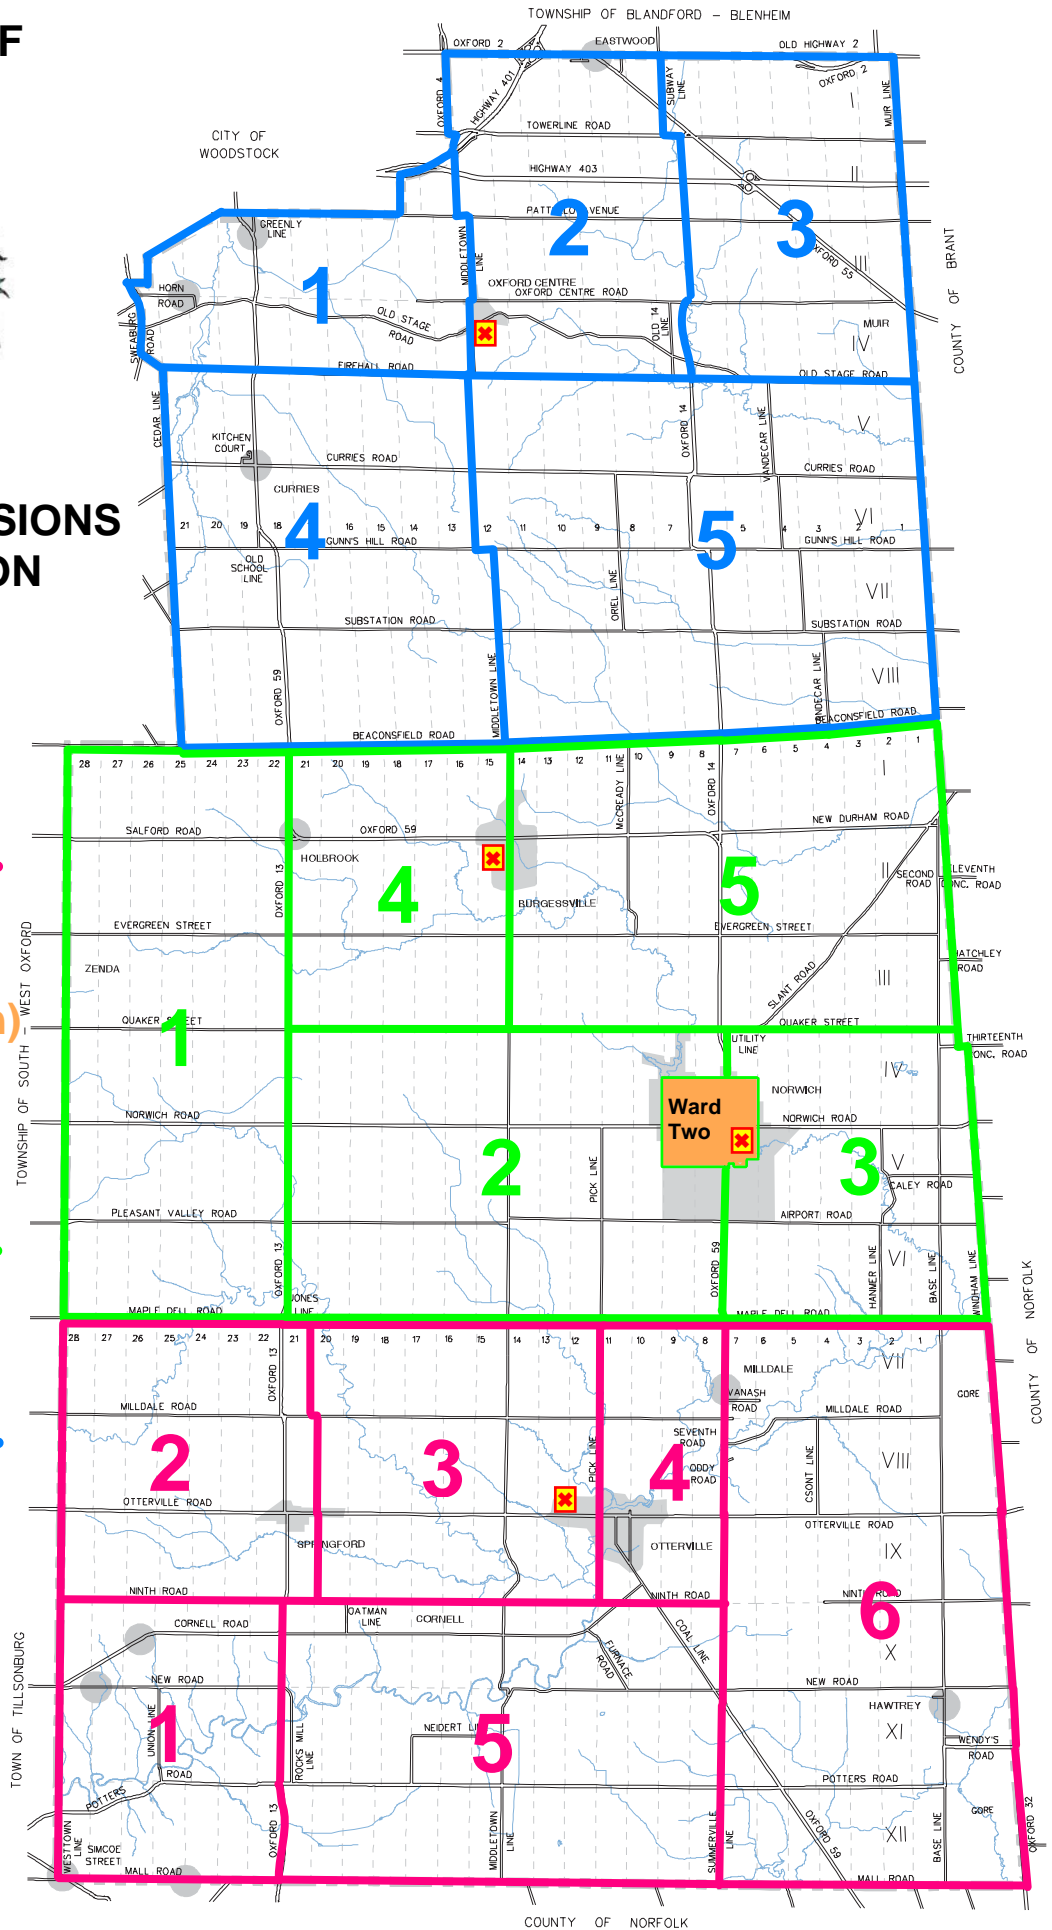 TOWNSHIP OF BLANDFORD - BLENHEIM
F
OXFORD 2
EASTWOOD
OLD HIGHWAY 2
OXFORD 2
OXFORD 4
HIGHWAY 401
SUBWAY
LINE
MUIR LINE
I
CITY OF
WOODSTOCK
TOWERLINE ROAD
HIGHWAY 403
II
GREENLY
LINE
2
3
OXFORD 55
III
MIDDLETOWN
LINE
COUNTY OF BRANT
HORN
ROAD
1
OXFORD CENTRE
OXFORD CENTRE ROAD
SWEABURG
ROAD
OLD STAGE
ROAD
OLD 14
LINE
MUIR
IV
FIREHALL ROAD
OLD STAGE ROAD
CEDAR LINE
KITCHEN
COURT
CURRIES ROAD
OXFORD 14
VANDECAR LINE
V
CURRIES ROAD
CURRIES
SIONS
ON
21 20 19 18 16 15 14 13 12 11 10 9 8 7 5 4 3 2 1
VI
4
5
GUNN'S HILL ROAD
GUNN'S HILL ROAD
OLD
SCHOOL
LINE
ORIEL LINE
VII
SUBSTATION ROAD
SUBSTATION ROAD
OXFORD 59
MIDDLETOWN LINE
VIII
BEACONSFIELD ROAD
BEACONSFIELD ROAD
28 27 26 25 24 23 22 21 20 19 18 17 16 15 14 13 12 11 10 9 8 7 6 5 4 3 2 1
I
McCREADY LINE
OXFORD 14
SALFORD ROAD
OXFORD 59
NEW DURHAM ROAD
HOLBROOK
OXFORD 13
4
5
II
SECOND
ROAD
ELEVENTH
CONC. ROAD
BURGESSVILLE
EVERGREEN STREET
EVERGREEN STREET
ZENDA
SLANT ROAD
III
HATCHLEY
ROAD
TOWNSHIP OF SOUTH - WEST OXFORD
n)
QUAKER STREET
QUAKER STREET
1
UTILITY
LINE
THIRTEENTH
CONC. ROAD
IV
NORWICH
Ward
Two
NORWICH ROAD
NORWICH ROAD
2
3
PICK LINE
V
CALEY ROAD
PLEASANT VALLEY ROAD
AIRPORT ROAD
OXFORD 13
OXFORD 59
HANMER LINE
VI
BASE LINE
WINDHAM LINE
JONES
LINE
MAPLE DELL ROAD
MAPLE DELL ROAD
COUNTY OF NORFOLK
28 27 26 25 24 23 22 21 20 19 18 17 16 15 14 13 12 11 10 9 8 7 6 5 4 3 2 1
OXFORD 13
MILLDALE
VII
VANASH
ROAD
GORE
MILLDALE ROAD
MILLDALE ROAD
SEVENTH
ROAD
2
3
4
PICK LINE
ODDY
ROAD
CSONT LINE
VIII
OTTERVILLE ROAD
OTTERVILLE ROAD
SPRINGFORD
OTTERVILLE
IX
NINTH ROAD
NINTH ROAD
NINTH ROAD
6
OATMAN
LINE
CORNELL
CORNELL ROAD
FURNACE
ROAD
COAL LINE
X
TOWN OF TILLSONBURG
NEW ROAD
NEW ROAD
HAWTREY
UNION LINE
1
ROCKS MILL
LINE
NEIDERT LINE
5
XI
WENDY'S
ROAD
POTTERS
ROAD
POTTERS ROAD
GORE
WESTTOWN
LINE
SIMCOE
STREET
OXFORD 13
MIDDLETOWN
LINE
SUMMERVILLE
LINE
OXFORD 59
XII
BASE LINE
OXFORD 32
MALL ROAD
MALL ROAD
COUNTY OF NORFOLK